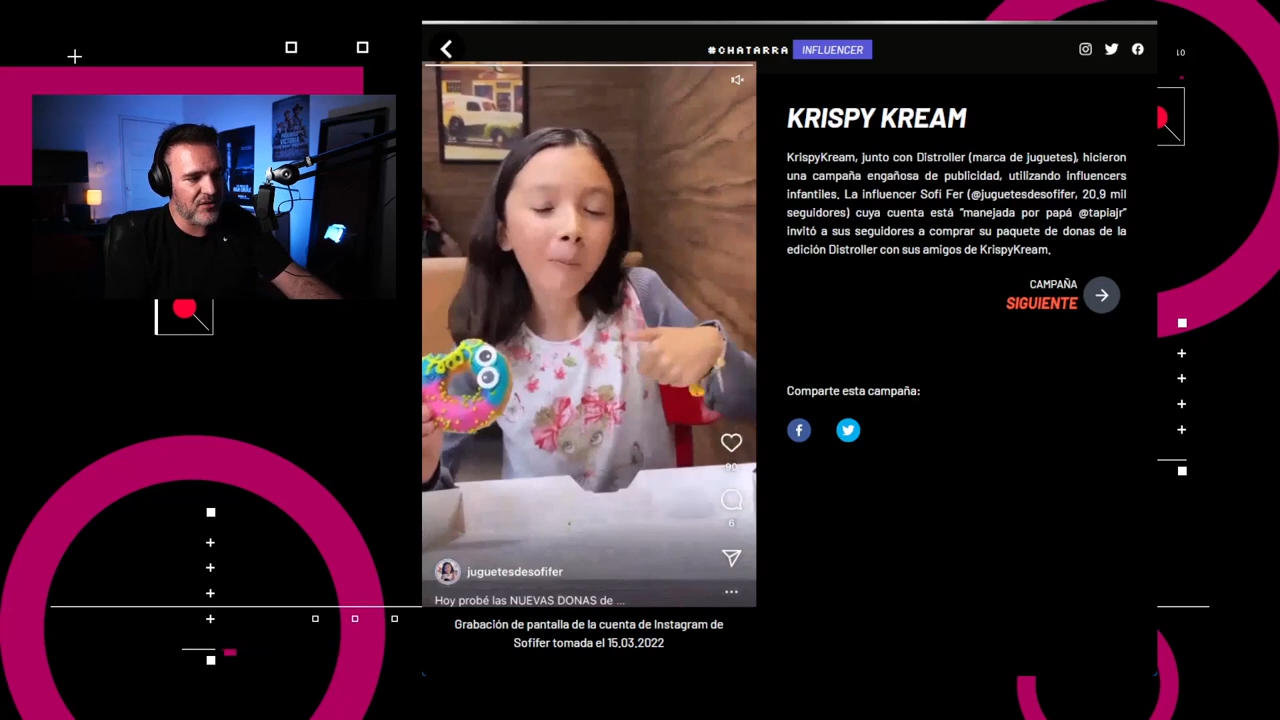 #CHATARRA INFLUENCER
KRISPY KREAM
KrispyKream, junto con Distroller (marca de juguetes), hicieron
una campaña engañosa de publicidad, utilizando influencers
infantiles. La influencer Sofi Fer (@juguetesdesofifer, 20.9 mil
seguidores) cuya cuenta está “manejada por papá @tapiajr”
invitó a sus seguidores a comprar su paquete de donas de la
edición Distroller con sus amigos de KrispyKream.
CAMPAÑA
SIGUIENTE
Comparte esta campaña:
90
6
juguetesdesofifer
Hoy probé las NUEVAS DONAS de ...
Grabación de pantalla de la cuenta de Instagram de
Sofifer tomada el 15.03.2022